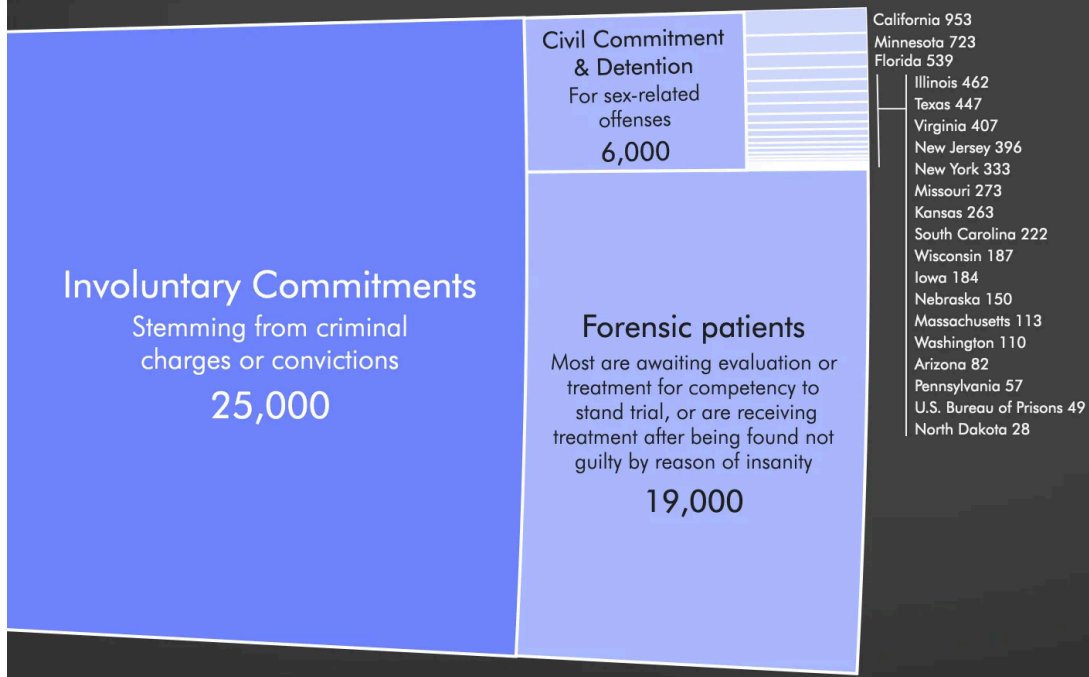 Involuntary Commitments
Stemming from criminal
charges or convictions
25,000
Civil Commitment
& Detention
For sex-related
offenses
6,000
Forensic patients
Most are awaiting evaluation or
treatment for competency to
stand trial, or are receiving
treatment after being found not
guilty by reason of insanity
19,000
California 953
Minnesota 723
Florida 539
Illinois 462
Texas 447
Virginia 407
New Jersey 396
New York 333
Missouri 273
Kansas 263
South Carolina 222
Wisconsin 187
Iowa 184
Nebraska 150
Massachusetts 113
Washington 110
Arizona 82
Pennsylvania 57
U.S. Bureau of Prisons 49
North Dakota 28